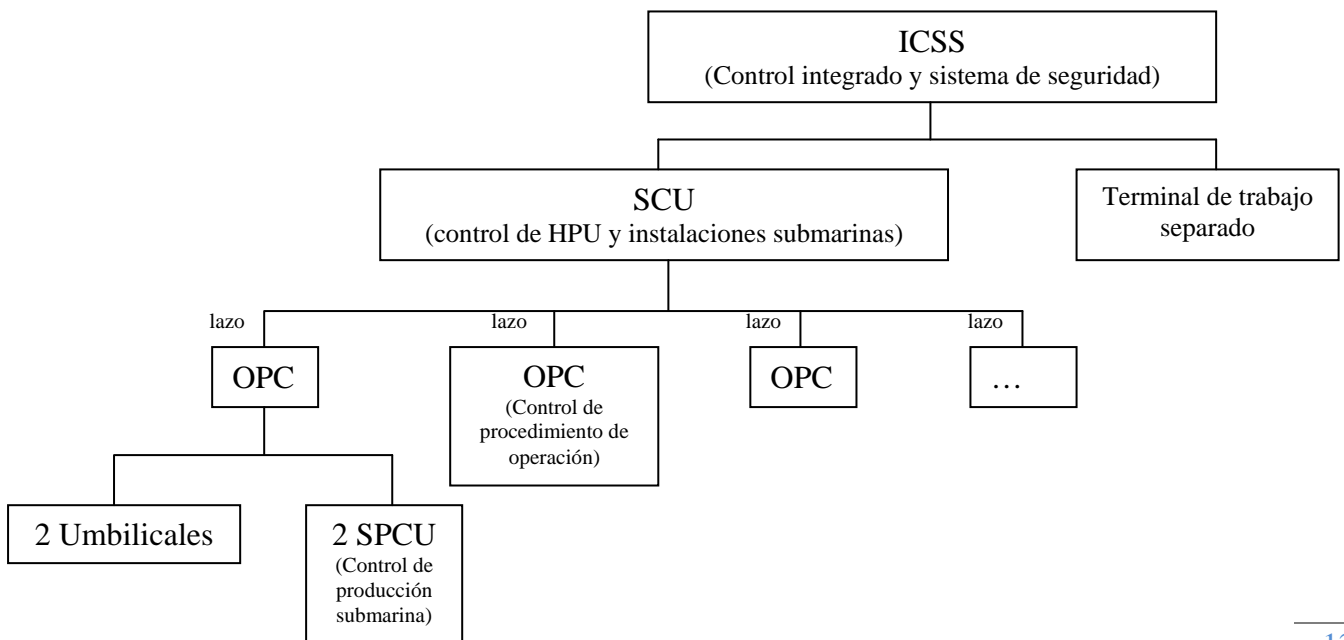 ICSS
(Control integrado y sistema de seguridad)
SCU
(control de HPU y instalaciones submarinas)
Terminal de trabajo
separado
lazo
lazo
lazo
lazo
OPC
OPC
(Control de
procedimiento de
operación)
OPC
…
2 Umbilicales
2 SPCU
(Control de
producción
submarina)